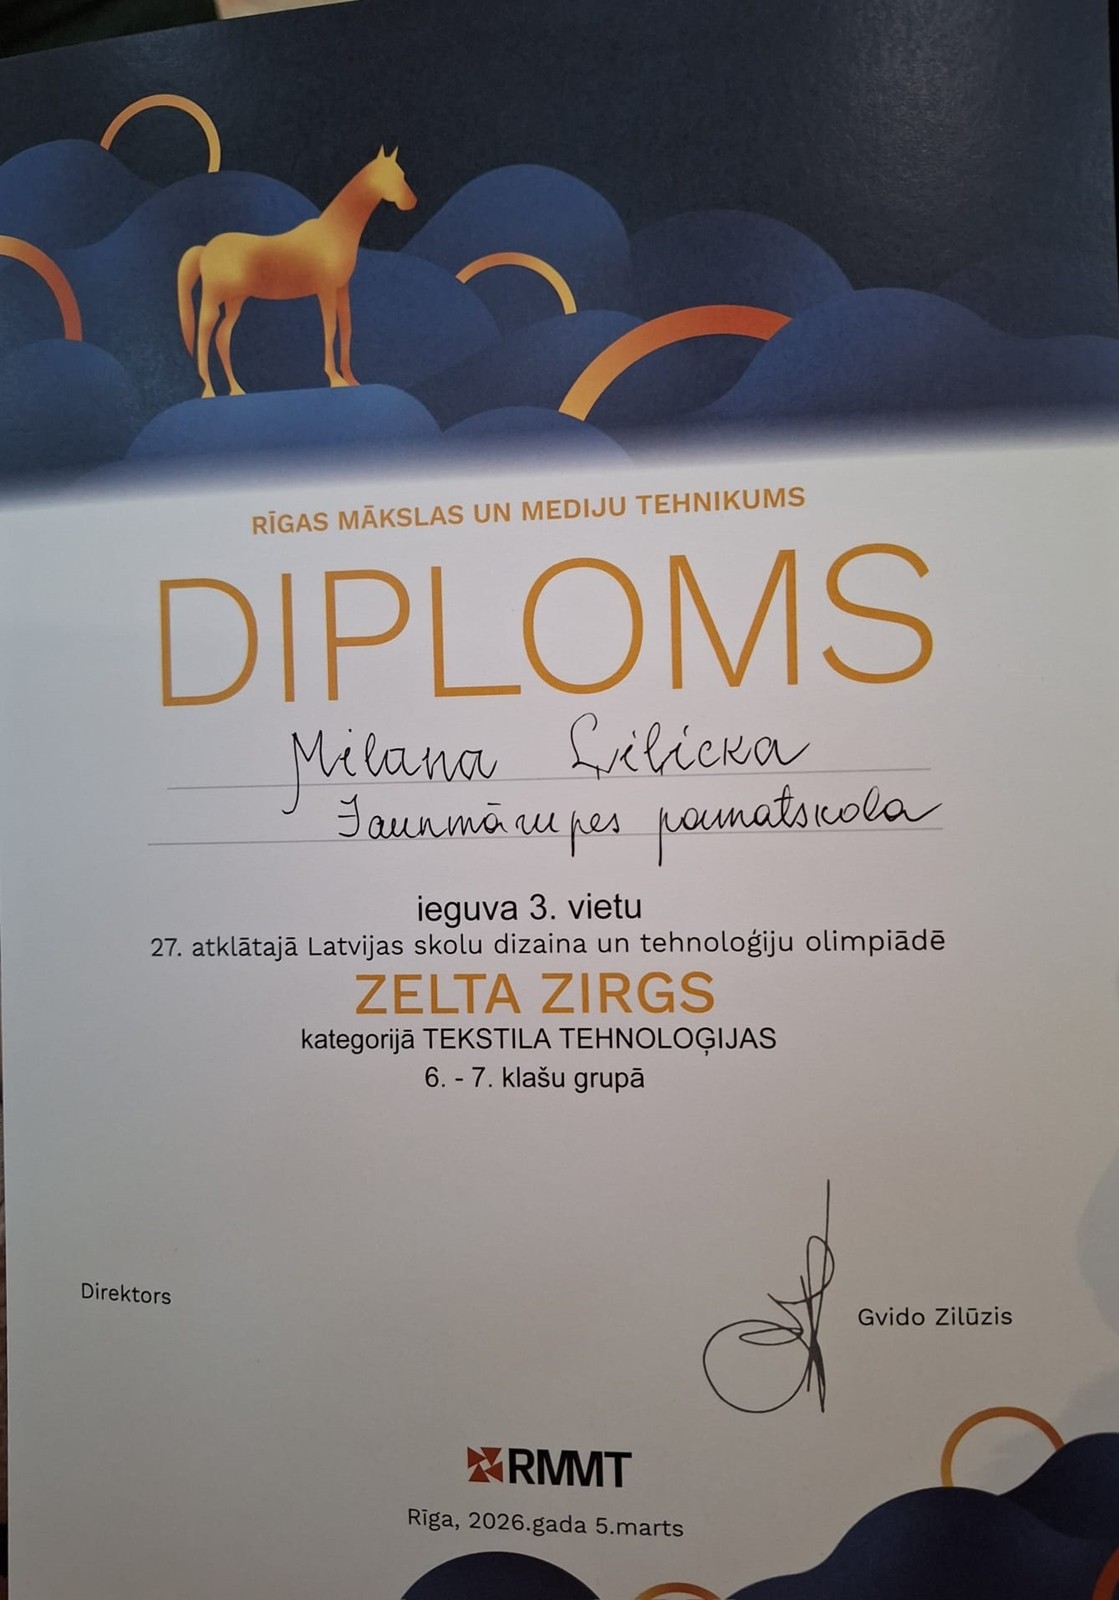 RĪGAS MĀKSLAS UN MEDIJU TEHNIKUMS
DIPLOMS
Milana
Jaunmārupes pamatskola
ieguva 3. vietu
27. atklātajā Latvijas skolu dizaina un tehnoloģiju olimpiādē
ZELTA ZIRGS
kategorijā TEKSTILA TEHNOLOĢIJAS
6. - 7. klašu grupā
Direktors
Gvido Zilūzis
RMMT
Rīga, 2026.gada 5.marts